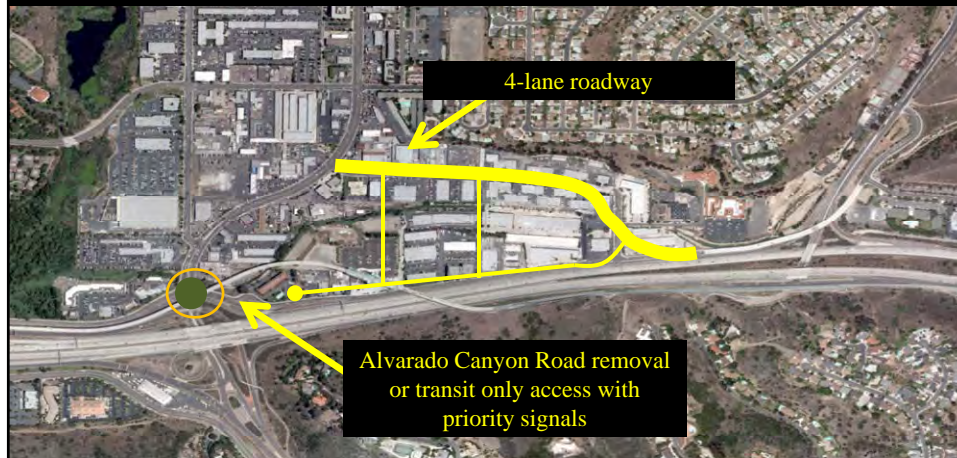 4-lane roadway
Alvarado Canyon Road removal
or transit only access with
priority signals